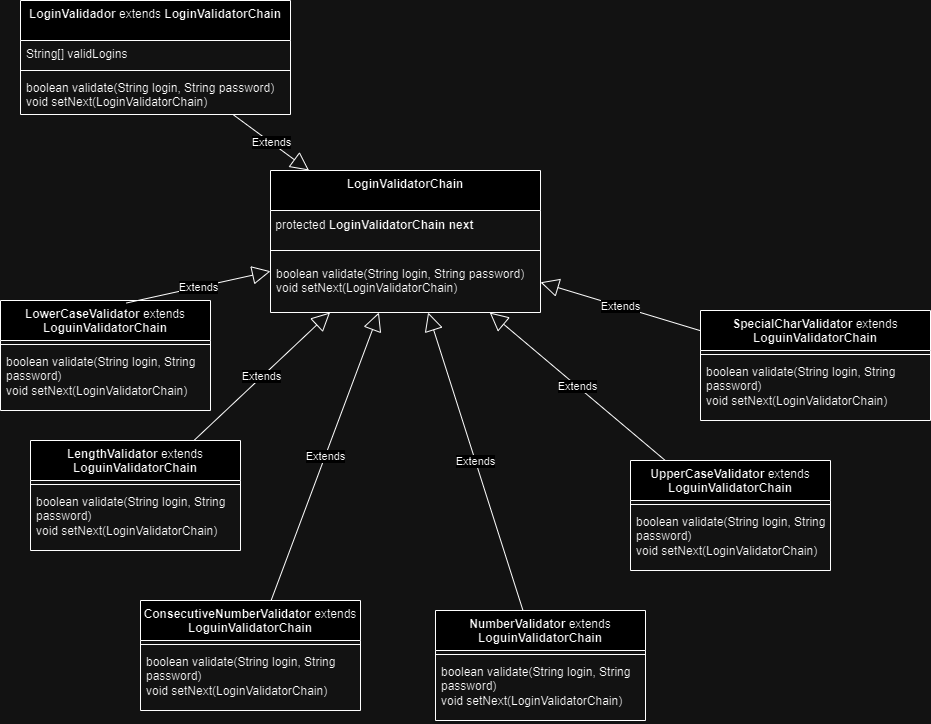 LoginValidador extends LoginValidatorChain
String[] validLogins
boolean validate(String login, String password)
void setNext(LoginValidatorChain)
Extends
LoginValidatorChain
protected LoginValidatorChain next
boolean validate(String login, String password)
void setNext(LoginValidatorChain)
Extends
LowerCaseValidator extends
LoguinValidatorChain
boolean validate(String login, String
password)
void setNext(LoginValidatorChain)
Extends
SpecialCharValidator extends
LoguinValidatorChain
boolean validate(String login, String
password)
void setNext(LoginValidatorChain)
Extends
LengthValidator extends
LoguinValidatorChain
boolean validate(String login, String
password)
void setNext(LoginValidatorChain)
Extends
UpperCaseValidator extends
LoguinValidatorChain
boolean validate(String login, String
password)
void setNext(LoginValidatorChain)
Extends
ConsecutiveNumberValidator extends
LoguinValidatorChain
boolean validate(String login, String
password)
void setNext(LoginValidatorChain)
Extends
NumberValidator extends
LoguinValidatorChain
boolean validate(String login, String
password)
void setNext(LoginValidatorChain)